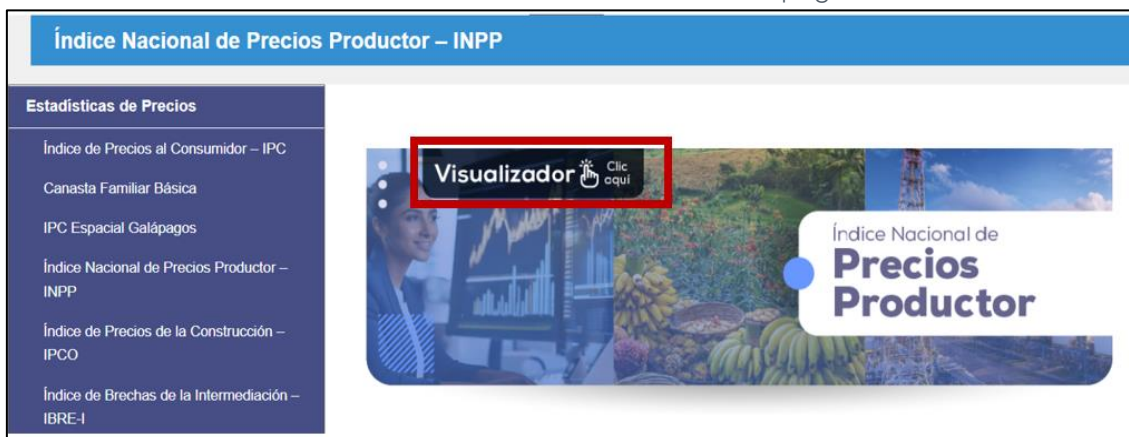 Índice Nacional de Precios Productor – INPP
Estadísticas de Precios
Índice de Precios al Consumidor – IPC
Canasta Familiar Básica
IPC Espacial Galápagos
Índice Nacional de Precios Productor –
INPP
Índice de Precios de la Construcción –
IPCO
Índice de Brechas de la Intermediación –
IBRE-I
Visualizador Clic
aquí
Índice Nacional de
Precios
Productor